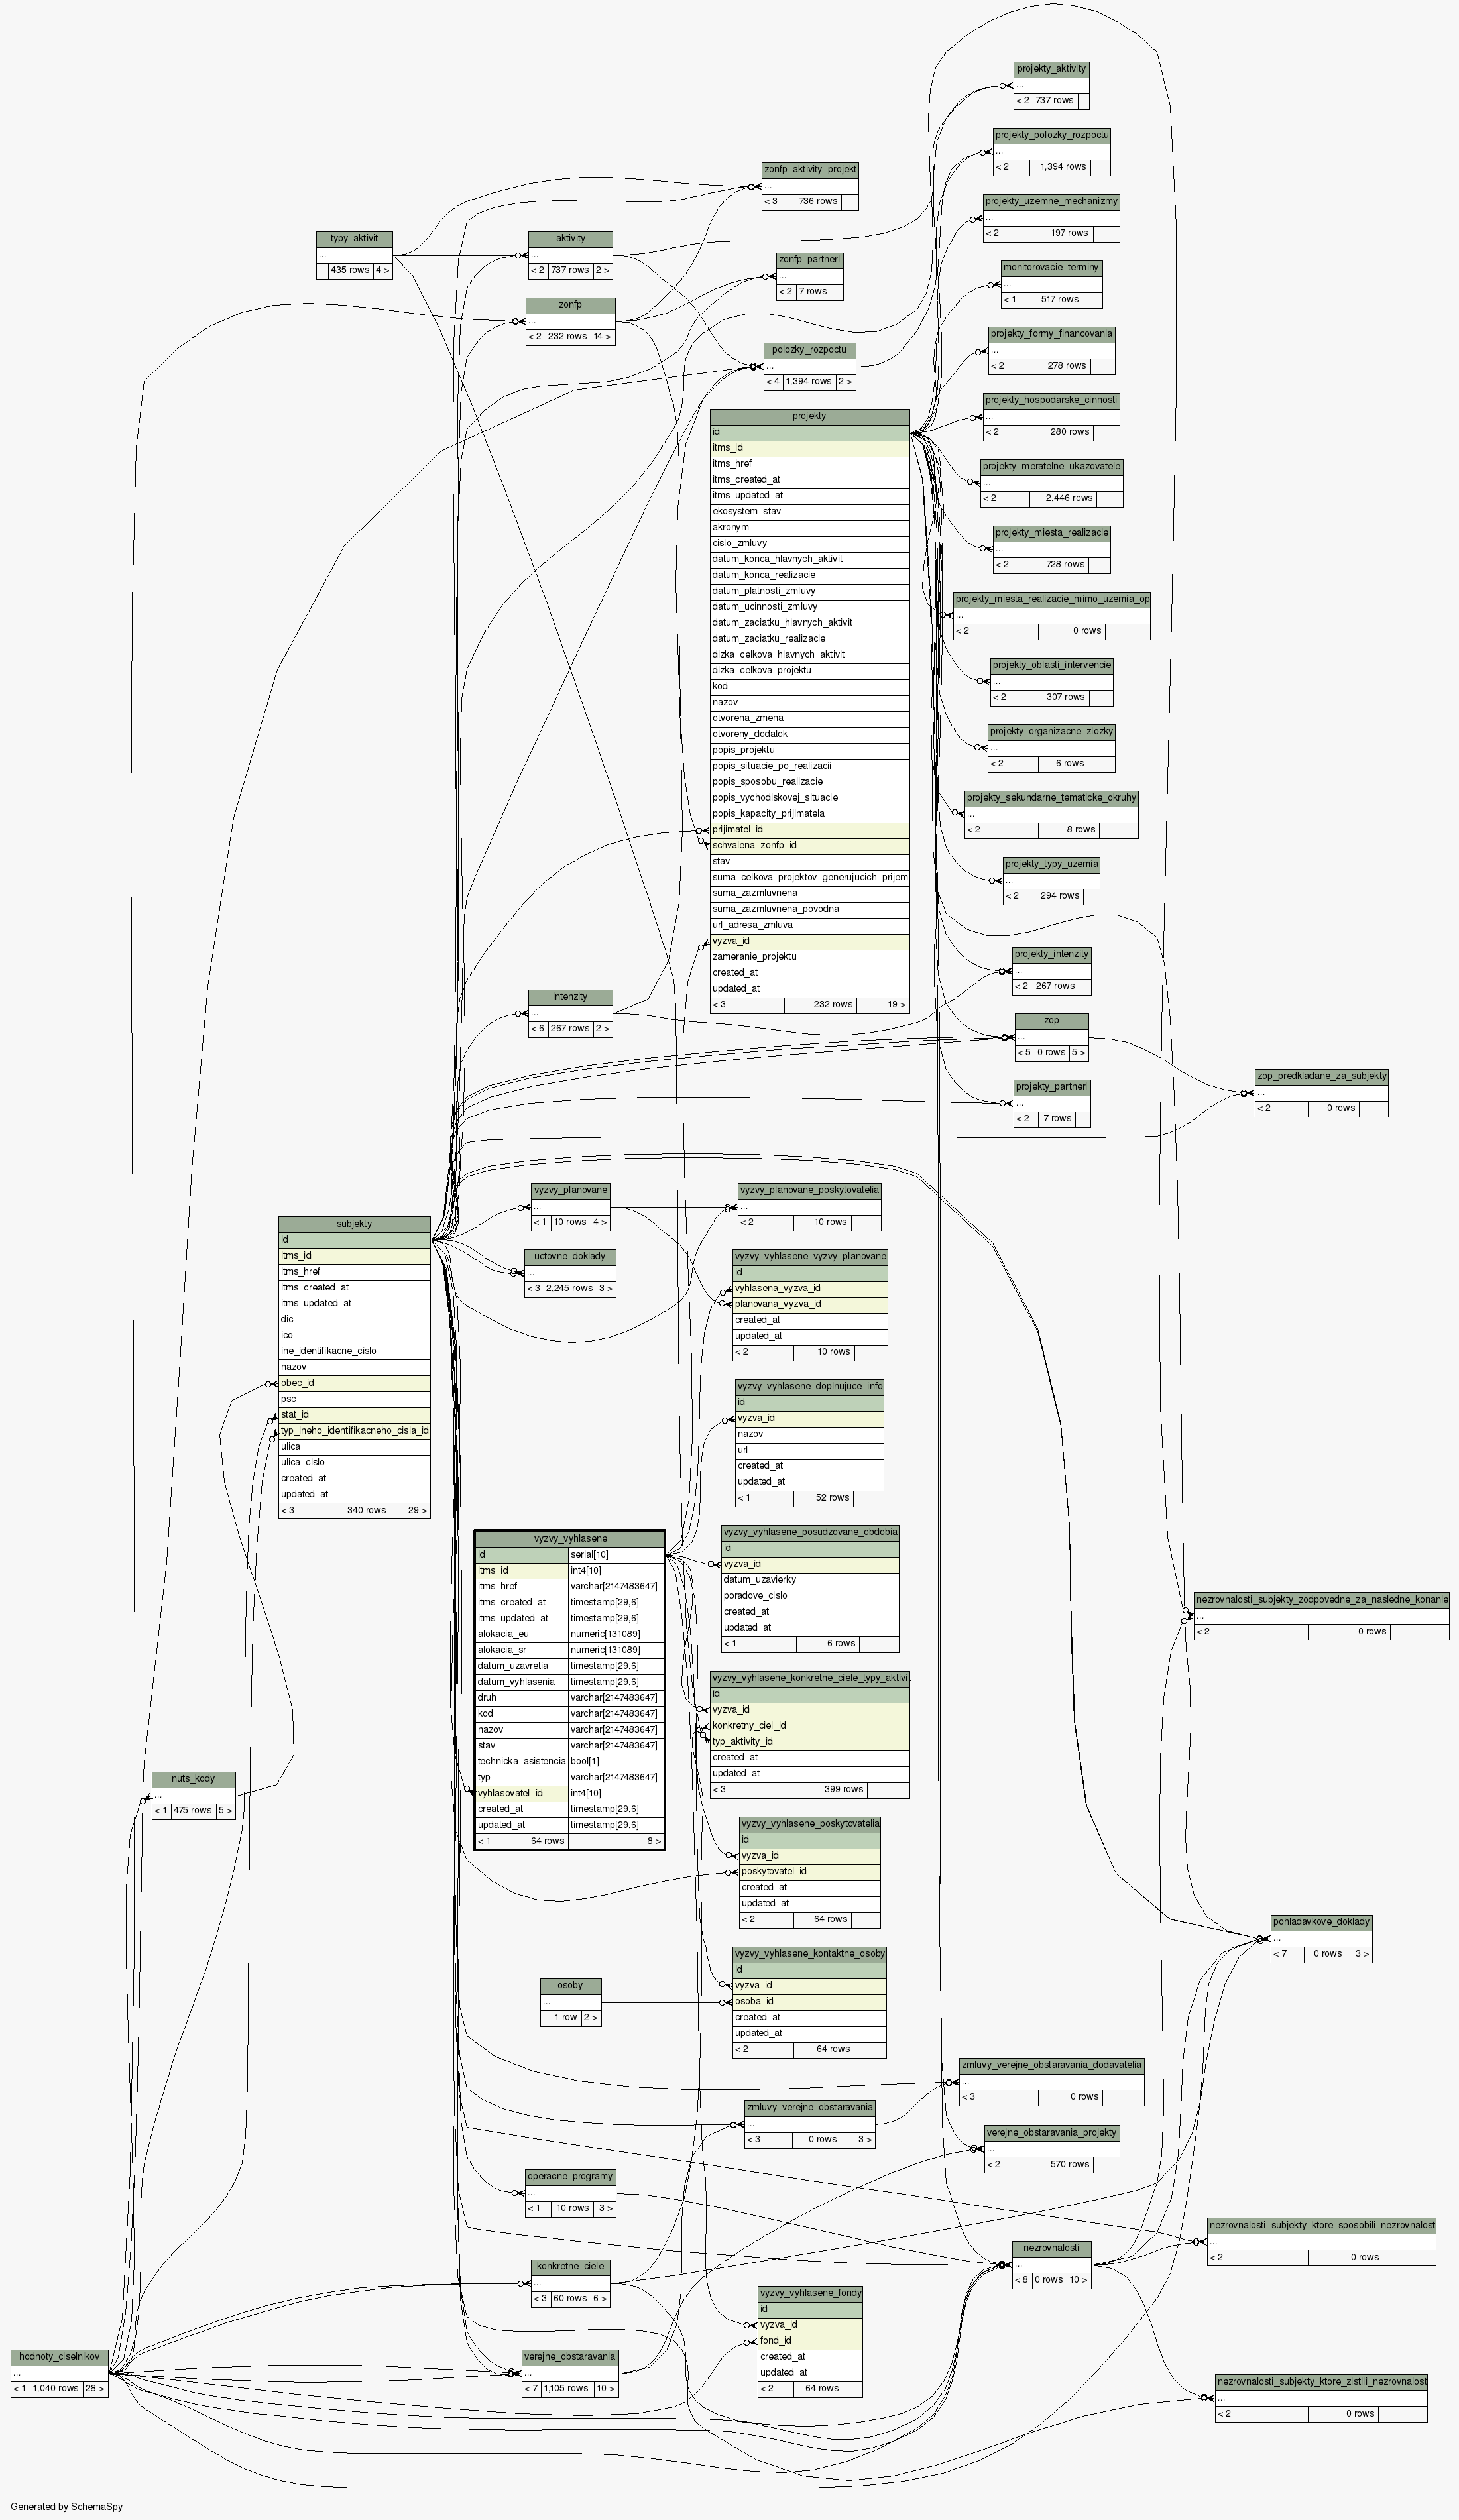 projekty_aktivity
...
< 2 737 rows
projekty_polozky_rozpoctu
...
< 2 1,394 rows
zonfp_aktivity_projekt
...
< 3 736 rows
projekty_uzemne_mechanizmy
...
< 2 197 rows
typy_aktivit
...
435 rows 4 >
aktivity
...
< 2 737 rows 2 >
zonfp_partneri
...
< 2 7 rows
monitorovacie_terminy
...
< 1 517 rows
zonfp
...
< 2 232 rows 14 >
projekty_formy_financovania
...
< 2 278 rows
polozky_rozpoctu
...
< 4 1,394 rows 2 >
projekty_hospodarske_cinnosti
...
< 2 280 rows
projekty
id
itms_id
itms_href
itms_created_at
itms_updated_at
ekosystem_stav
akronym
cislo_zmluvy
datum_konca_hlavnych_aktivit
datum_konca_realizacie
datum_platnosti_zmluvy
datum_ucinnosti_zmluvy
datum_zaciatku_hlavnych_aktivit
datum_zaciatku_realizacie
dlzka_celkova_hlavnych_aktivit
dlzka_celkova_projektu
kod
nazov
otvorena_zmena
otvoreny_dodatok
popis_projektu
popis_situacie_po_realizacii
popis_sposobu_realizacie
popis_vychodiskovej_situacie
popis_kapacity_prijimatela
prijimatel_id
schvalena_zonfp_id
stav
suma_celkova_projektov_generujucich_prijem
suma_zazmluvnena
suma_zazmluvnena_povodna
url_adresa_zmluva
vyzva_id
zameranie_projektu
created_at
updated_at
< 3 232 rows 19 >
projekty_meratelne_ukazovatele
...
< 2 2,446 rows
projekty_miesta_realizacie
...
< 2 728 rows
projekty_miesta_realizacie_mimo_uzemia_op
...
< 2 0 rows
projekty_oblasti_intervencie
...
< 2 307 rows
projekty_organizacne_zlozky
...
< 2 6 rows
projekty_sekundarne_tematicke_okruhy
...
< 2 8 rows
projekty_typy_uzemia
...
< 2 294 rows
projekty_intenzity
...
< 2 267 rows
intenzity
...
< 6 267 rows 2 >
zop
...
< 5 0 rows 5 >
zop_predkladane_za_subjekty
...
< 2 0 rows
projekty_partneri
...
< 2 7 rows
vyzvy_planovane
...
< 1 10 rows 4 >
vyzvy_planovane_poskytovatelia
...
< 2 10 rows
subjekty
id
itms_id
itms_href
itms_created_at
itms_updated_at
dic
ico
ine_identifikacne_cislo
nazov
obec_id
psc
stat_id
typ_ineho_identifikacneho_cisla_id
ulica
ulica_cislo
created_at
updated_at
< 3 340 rows 29 >
uctovne_doklady
...
< 3 2,245 rows 3 >
vyzvy_vyhlasene_vyzvy_planovane
id
vyhlasena_vyzva_id
planovana_vyzva_id
created_at
updated_at
< 2 10 rows
vyzvy_vyhlasene_doplnujuce_info
id
vyzva_id
nazov
url
created_at
updated_at
< 1 52 rows
vyzvy_vyhlasene
id serial[10]
itms_id int4[10]
itms_href varchar[2147483647]
itms_created_at timestamp[29,6]
itms_updated_at timestamp[29,6]
alokacia_eu numeric[131089]
alokacia_sr numeric[131089]
datum_uzavretia timestamp[29,6]
datum_vyhlasenia timestamp[29,6]
druh varchar[2147483647]
kod varchar[2147483647]
nazov varchar[2147483647]
stav varchar[2147483647]
technicka_asistencia bool[1]
typ varchar[2147483647]
vyhlasovatel_id int4[10]
created_at timestamp[29,6]
updated_at timestamp[29,6]
< 1 64 rows 8 >
vyzvy_vyhlasene_posudzovane_obdobia
id
vyzva_id
datum_uzavierky
poradove_cislo
created_at
updated_at
< 1 6 rows
nezrovnalosti_subjekty_zodpovedne_za_nasledne_konanie
...
< 2 0 rows
vyzvy_vyhlasene_konkretne_ciele_typy_aktivit
id
vyzva_id
konkretny_ciel_id
typ_aktivity_id
created_at
updated_at
< 3 399 rows
nuts_kody
...
< 1 475 rows 5 >
vyzvy_vyhlasene_poskytovatelia
id
vyzva_id
poskytovatel_id
created_at
updated_at
< 2 64 rows
pohladavkove_doklady
...
< 7 0 rows 3 >
vyzvy_vyhlasene_kontaktne_osoby
id
vyzva_id
osoba_id
created_at
updated_at
< 2 64 rows
osoby
...
1 row 2 >
zmluvy_verejne_obstaravania_dodavatelia
...
< 3 0 rows
zmluvy_verejne_obstaravania
...
< 3 0 rows 3 >
verejne_obstaravania_projekty
...
< 2 570 rows
operacne_programy
...
< 1 10 rows 3 >
nezrovnalosti_subjekty_ktore_sposobili_nezrovnalost
...
< 2 0 rows
nezrovnalosti
...
< 8 0 rows 10 >
konkretne_ciele
...
< 3 60 rows 6 >
vyzvy_vyhlasene_fondy
id
vyzva_id
fond_id
created_at
updated_at
< 2 64 rows
hodnoty_ciselnikov
...
< 1 1,040 rows 28 >
verejne_obstaravania
...
< 7 1,105 rows 10 >
nezrovnalosti_subjekty_ktore_zistili_nezrovnalost
...
< 2 0 rows
Generated by SchemaSpy